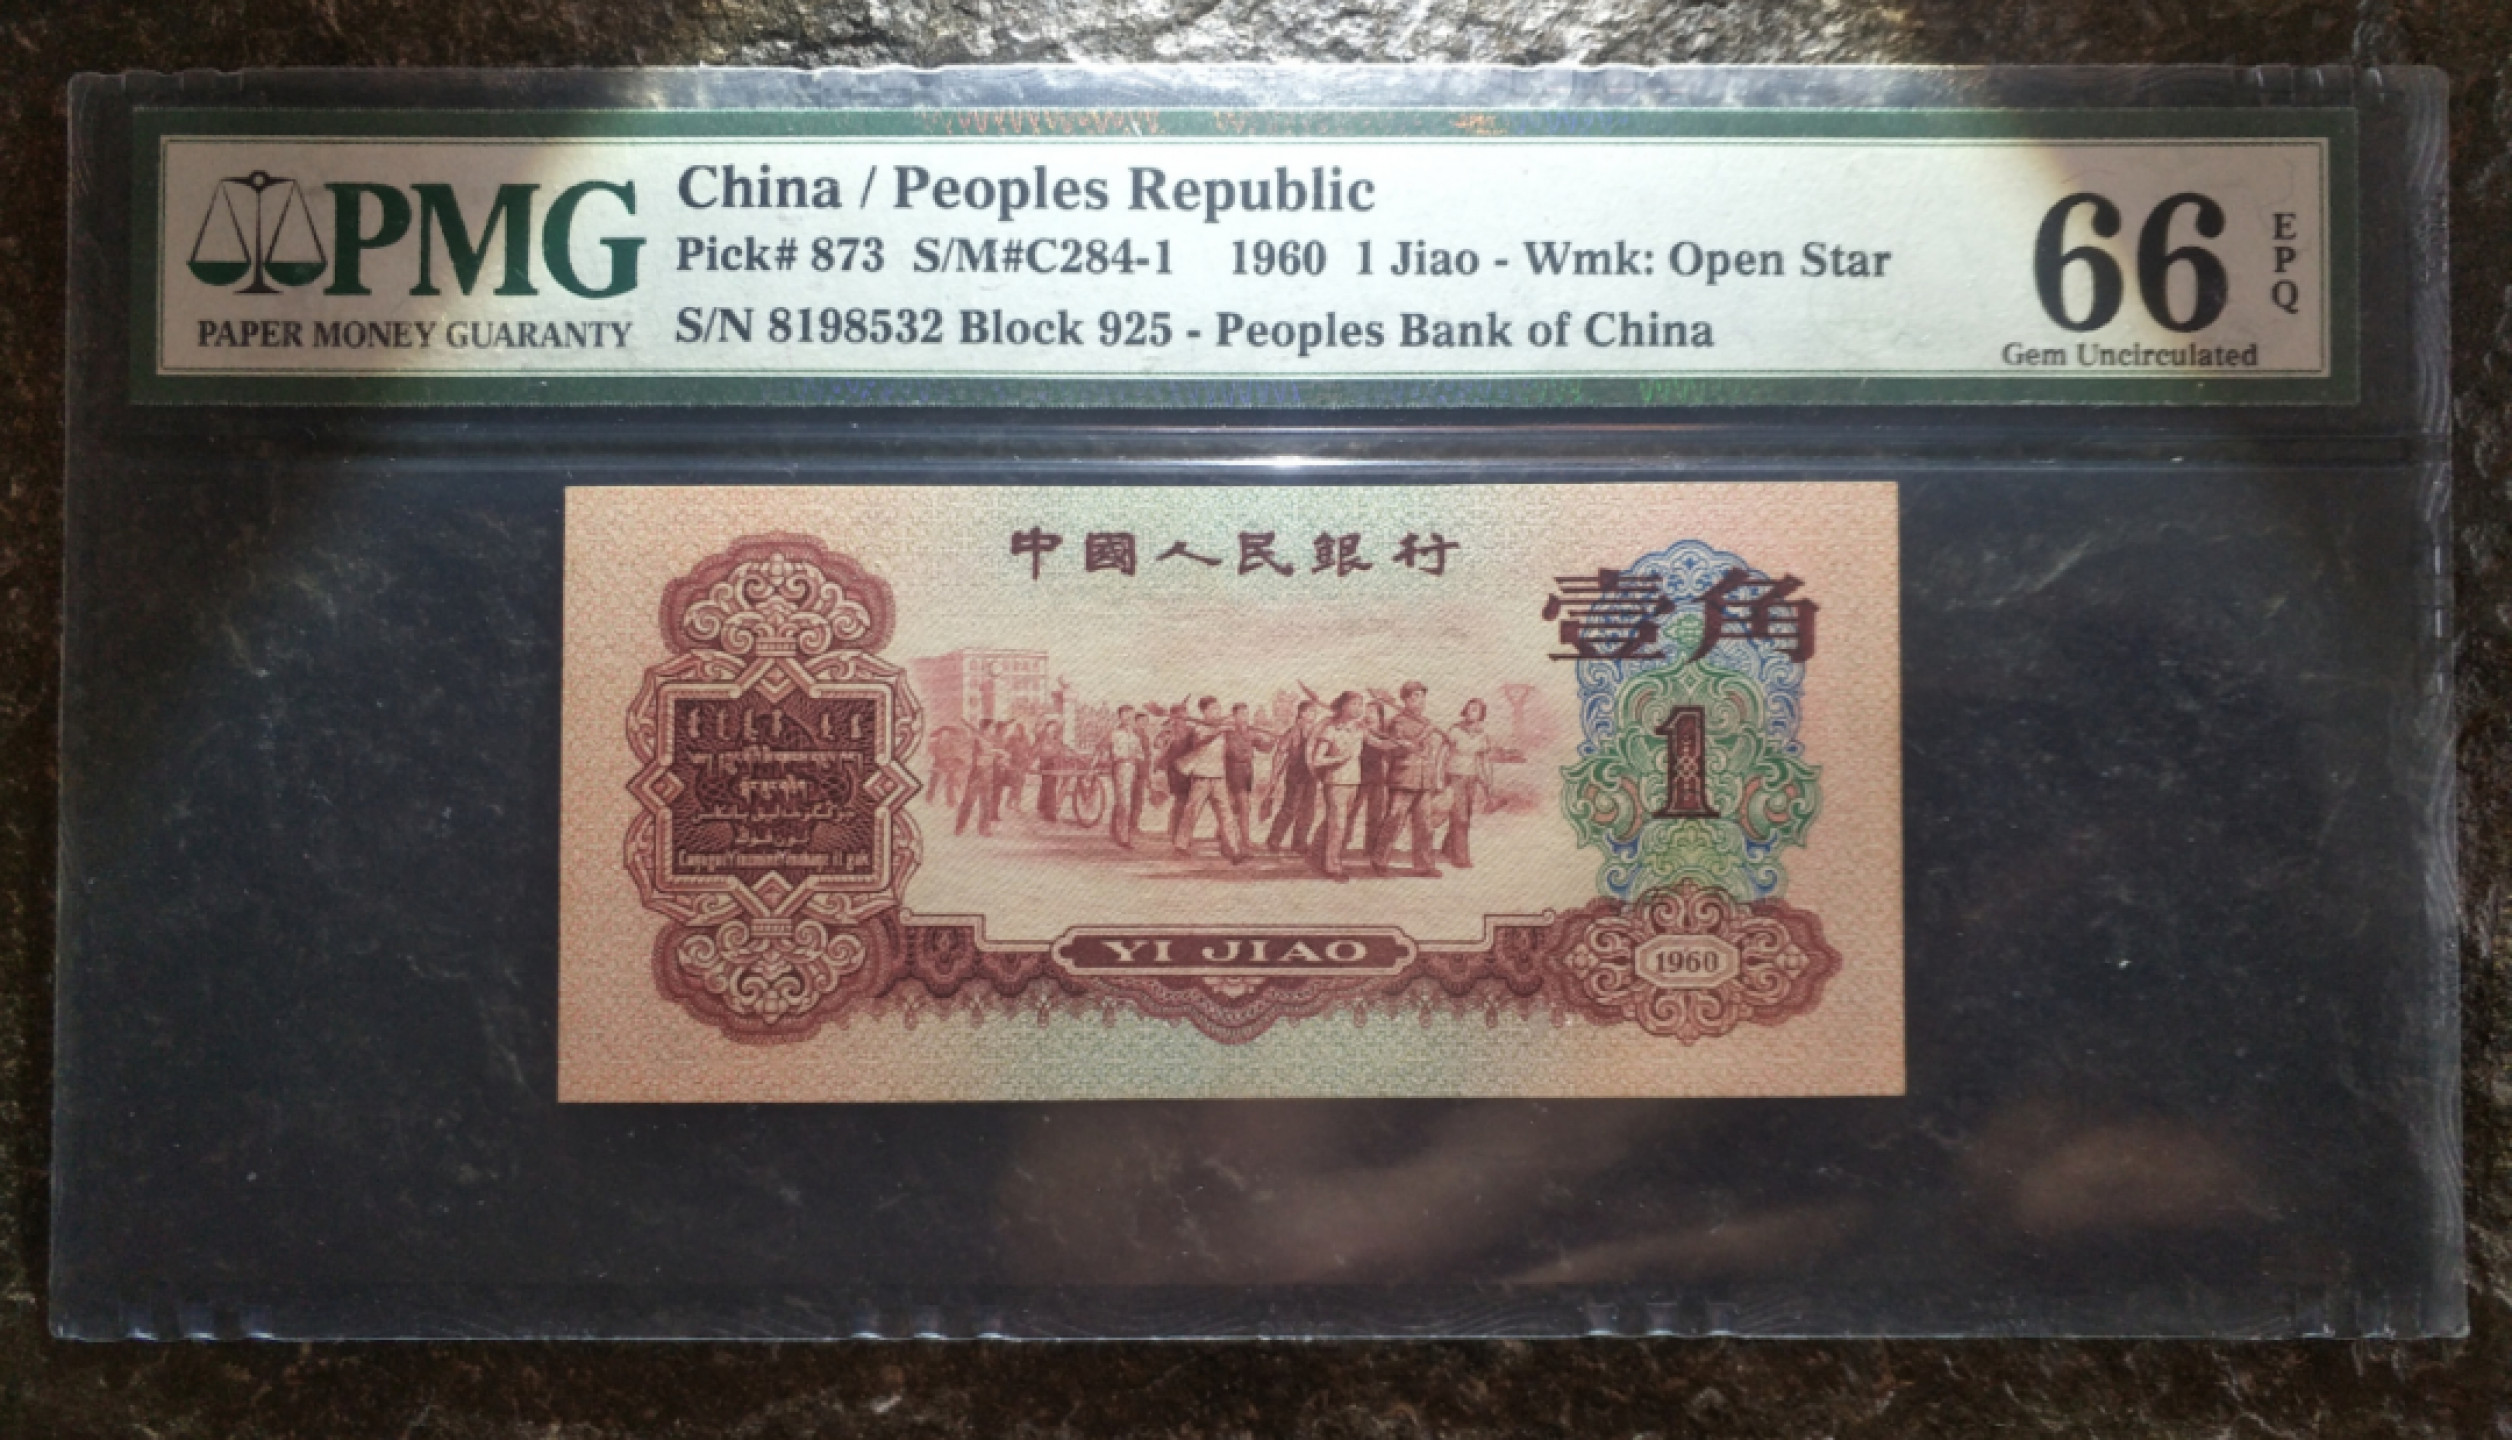 PMG
PAPER MONEY GUARANTY
China / Peoples Republic
Pick# 873 S/M#C284-1 1960 1 Jiao - Wmk: Open Star
S/N 8198532 Block 925 - Peoples Bank of China
66
EPQ
Gem Uncirculated
中國人民銀行
壹角
1
YI JIAO
1960